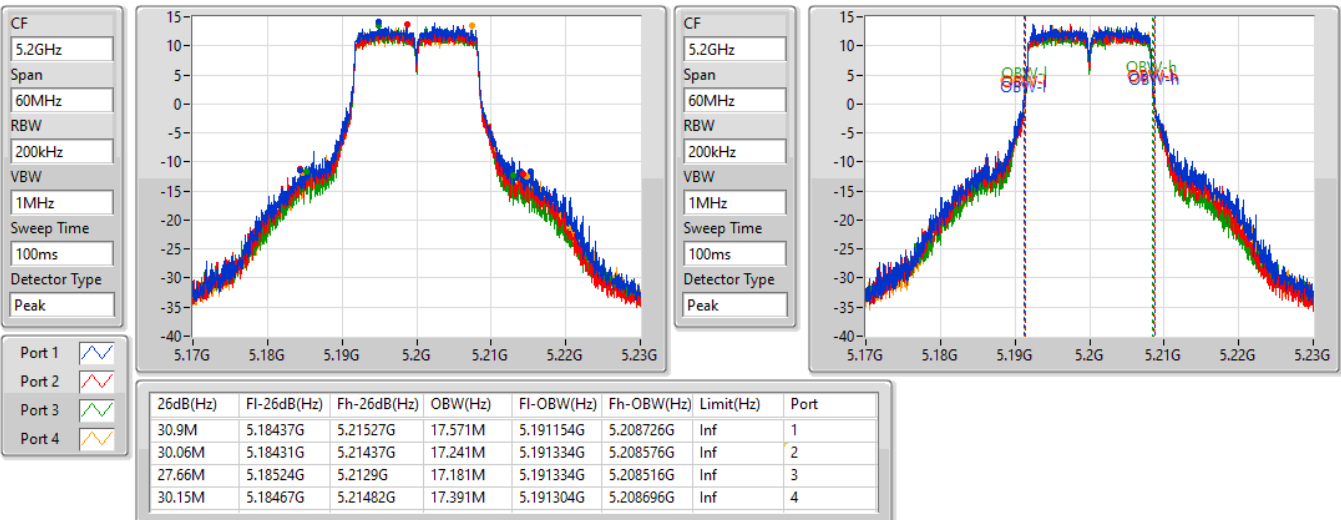 CF
5.2GHz
Span
60MHz
RBW
200kHz
VBW
1MHz
Sweep Time
100ms
Detector Type
Peak
Port 1
Port 2
Port 3
Port 4
15
10
5
0
-5
-10
-15
-20
-25
-30
-35
-40
5.17G 5.18G 5.19G 5.2G 5.21G 5.22G 5.23G
CF
5.2GHz
Span
60MHz
RBW
200kHz
VBW
1MHz
Sweep Time
100ms
Detector Type
Peak
15
10
5
0
-5
-10
-15
-20
-25
-30
-35
-40
OBW-l
OBW-h
OBW-l
OBW-h
5.17G 5.18G 5.19G 5.2G 5.21G 5.22G 5.23G
26dB(Hz) Fl-26dB(Hz) Fh-26dB(Hz) OBW(Hz) Fl-OBW(Hz) Fh-OBW(Hz) Limit(Hz) Port
30.9M 5.18437G 5.21527G 17.571M 5.191154G 5.208726G Inf 1
30.06M 5.18431G 5.21437G 17.241M 5.191334G 5.208576G Inf 2
27.66M 5.18524G 5.2129G 17.181M 5.191334G 5.208516G Inf 3
30.15M 5.18467G 5.21482G 17.391M 5.191304G 5.208696G Inf 4